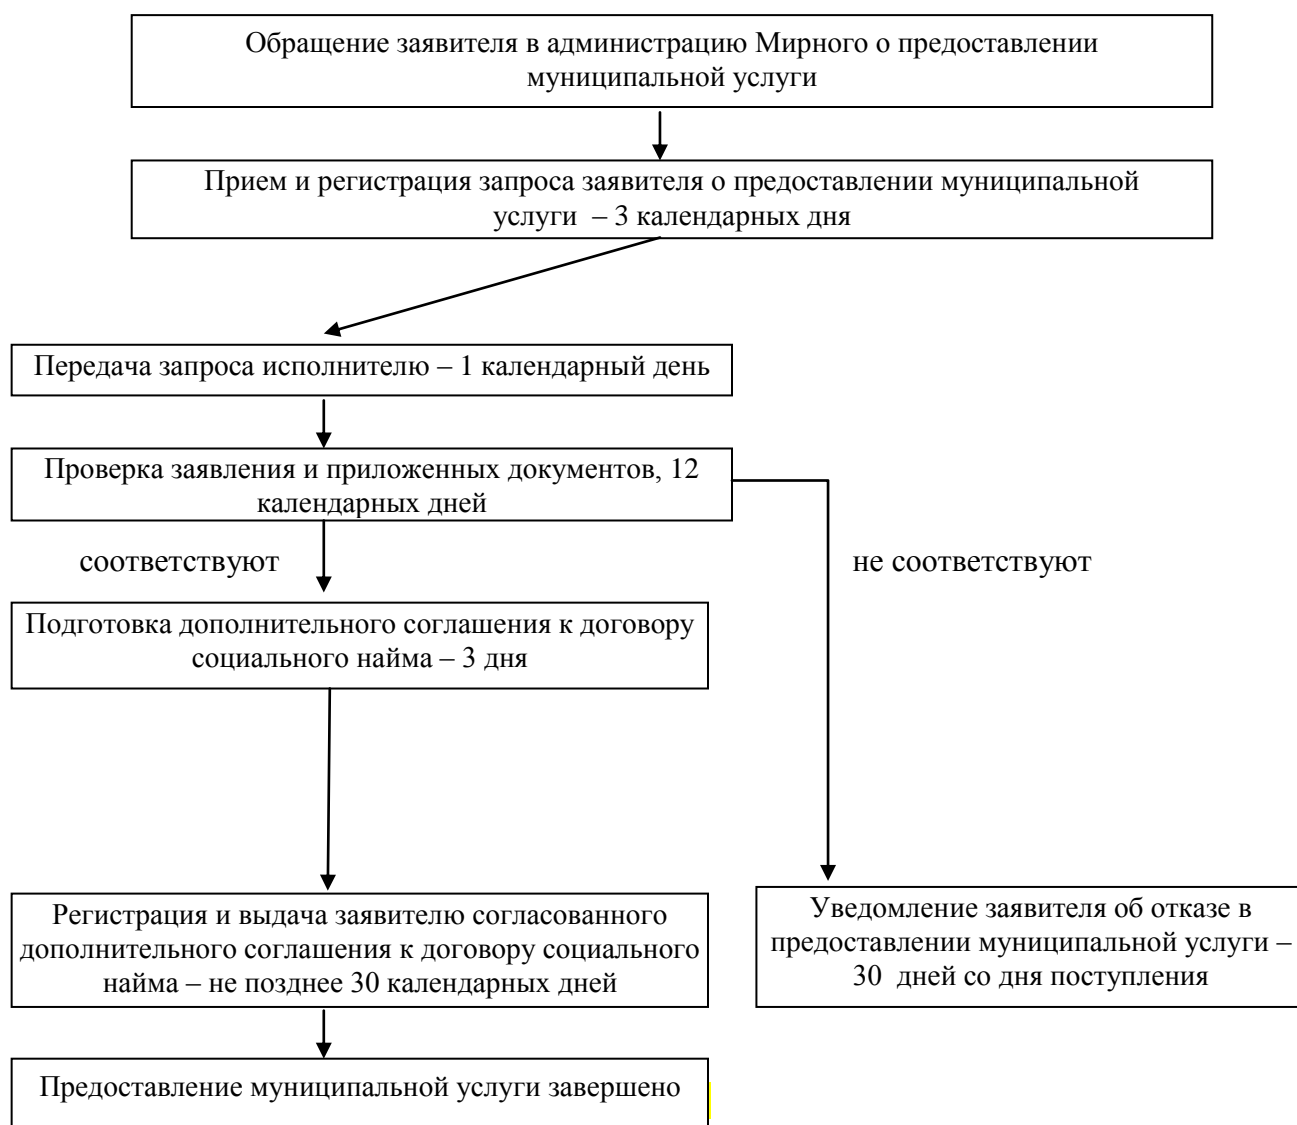 Обращение заявителя в администрацию Мирного о предоставлении
муниципальной услуги
Прием и регистрация запроса заявителя о предоставлении муниципальной
услуги – 3 календарных дня
Передача запроса исполнителю – 1 календарный день
Проверка заявления и приложенных документов, 12
календарных дней
соответствуют
не соответствуют
Подготовка дополнительного соглашения к договору
социального найма – 3 дня
Регистрация и выдача заявителю согласованного
дополнительного соглашения к договору социального
найма – не позднее 30 календарных дней
Уведомление заявителя об отказе в
предоставлении муниципальной услуги –
30 дней со дня поступления
Предоставление муниципальной услуги завершено